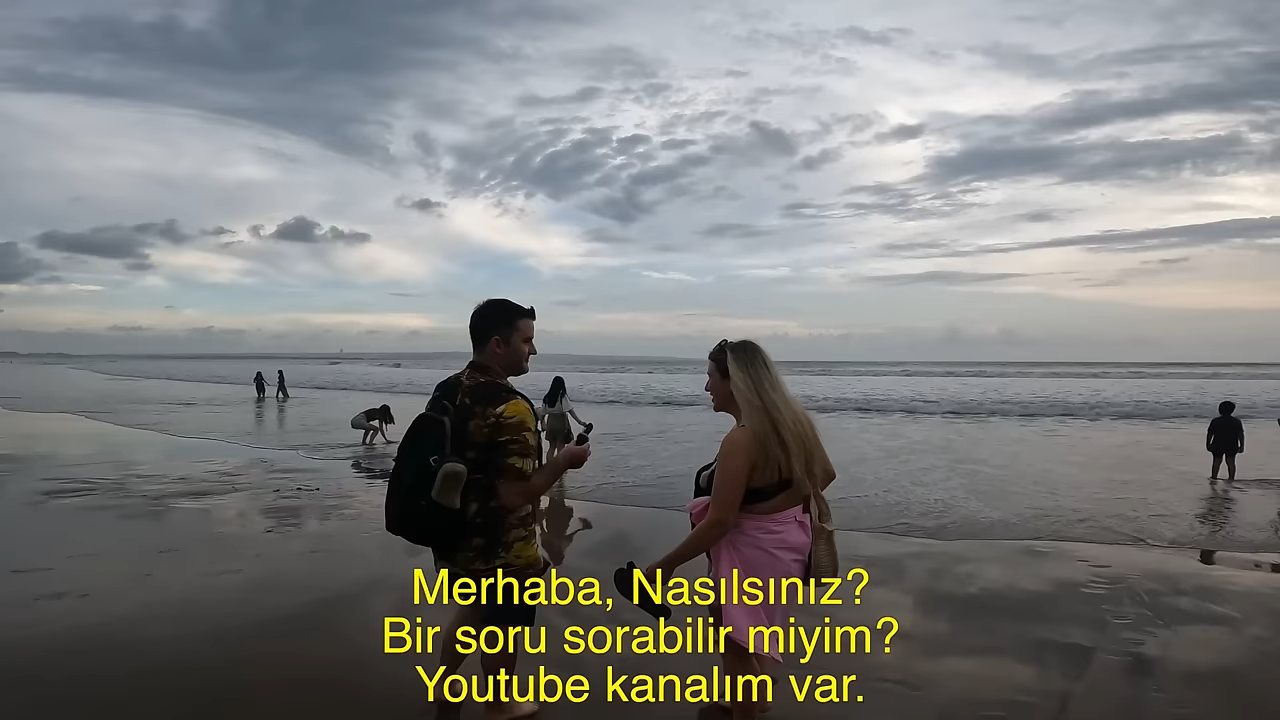 Merhaba, Nasılsınız?
Bir soru sorabilir miyim?
Youtube kanalım var.